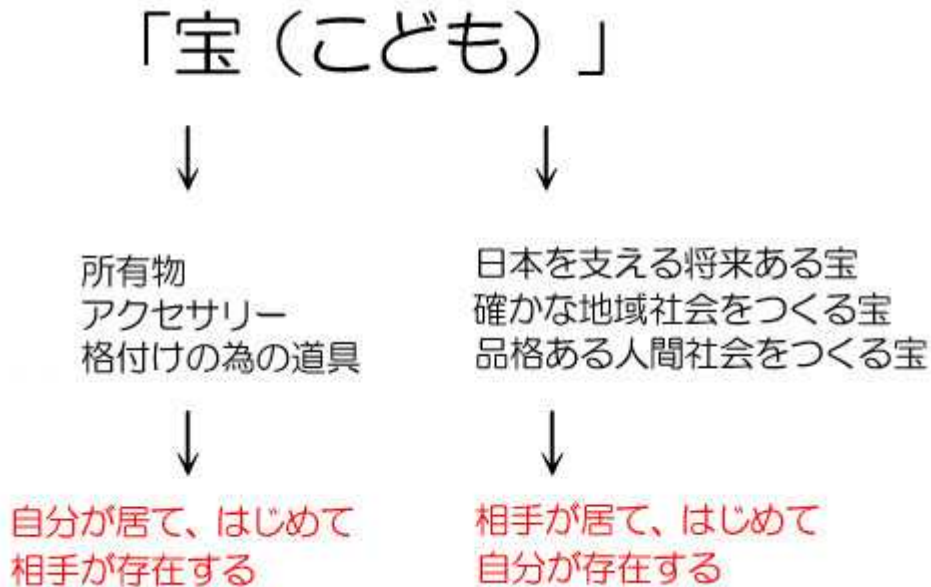 「宝（こども）」
↓
↓
所有物
アクセサリー
格付けの為の道具
日本を支える将来ある宝
確かな地域社会をつくる宝
品格ある人間社会をつくる宝
↓
↓
自分が居て、はじめて
相手が存在する
相手が居て、はじめて
自分が存在する